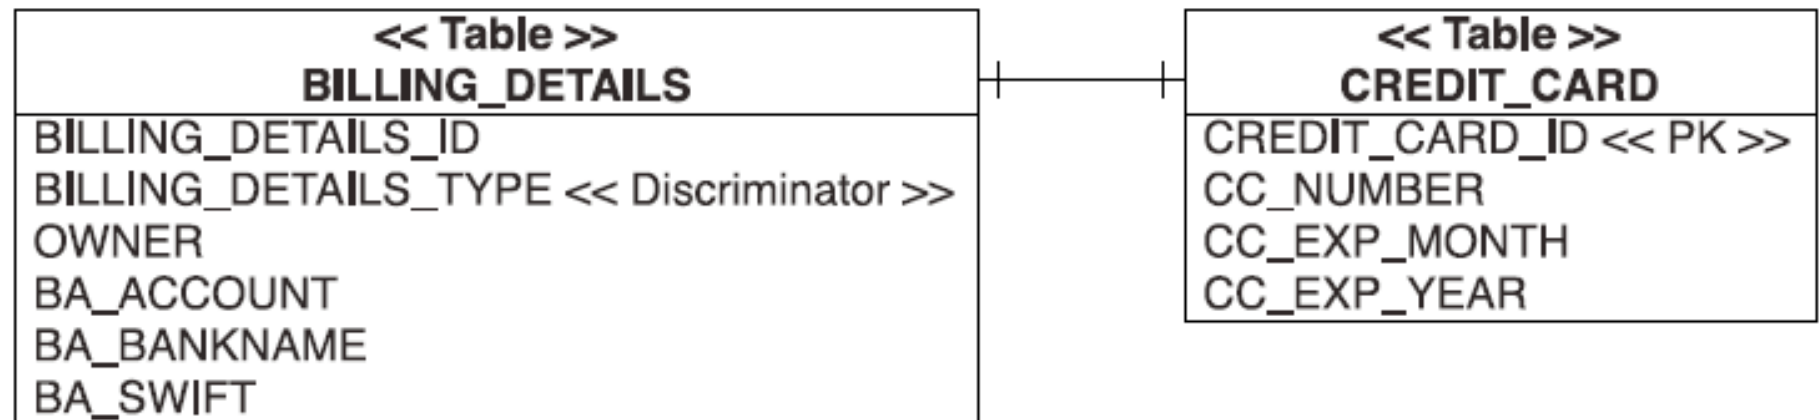 << Table >>
BILLING_DETAILS
BILLING_DETAILS_ID
BILLING_DETAILS_TYPE << Discriminator >>
OWNER
BA_ACCOUNT
BA_BANKNAME
BA_SWIFT
<< Table >>
CREDIT_CARD
CREDIT_CARD_ID << PK >>
CC_NUMBER
CC_EXP_MONTH
CC_EXP_YEAR